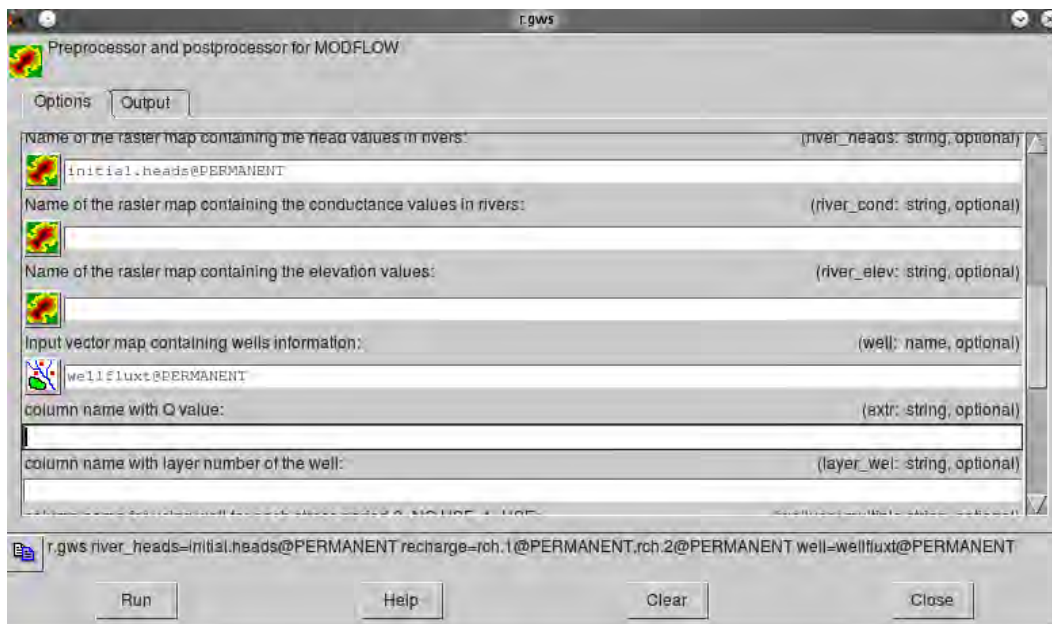 r.gws
Preprocessor and postprocessor for MODFLOW
Options Output
Name of the raster map containing the head values in rivers: (river_heads: string, optional)
initial.heads@PERMANENT
Name of the raster map containing the conductance values in rivers: (river_cond: string, optional)
Name of the raster map containing the elevation values: (river_elev: string, optional)
Input vector map containing wells information: (well: name, optional)
wellfluxt@PERMANENT
column name with Q value: (extr: string, optional)
column name with layer number of the well: (layer_wel: string, optional)
r.gws river_heads=initial.heads@PERMANENT recharge=rch.1@PERMANENT,rch.2@PERMANENT well=wellfluxt@PERMANENT
Run Help Clear Close